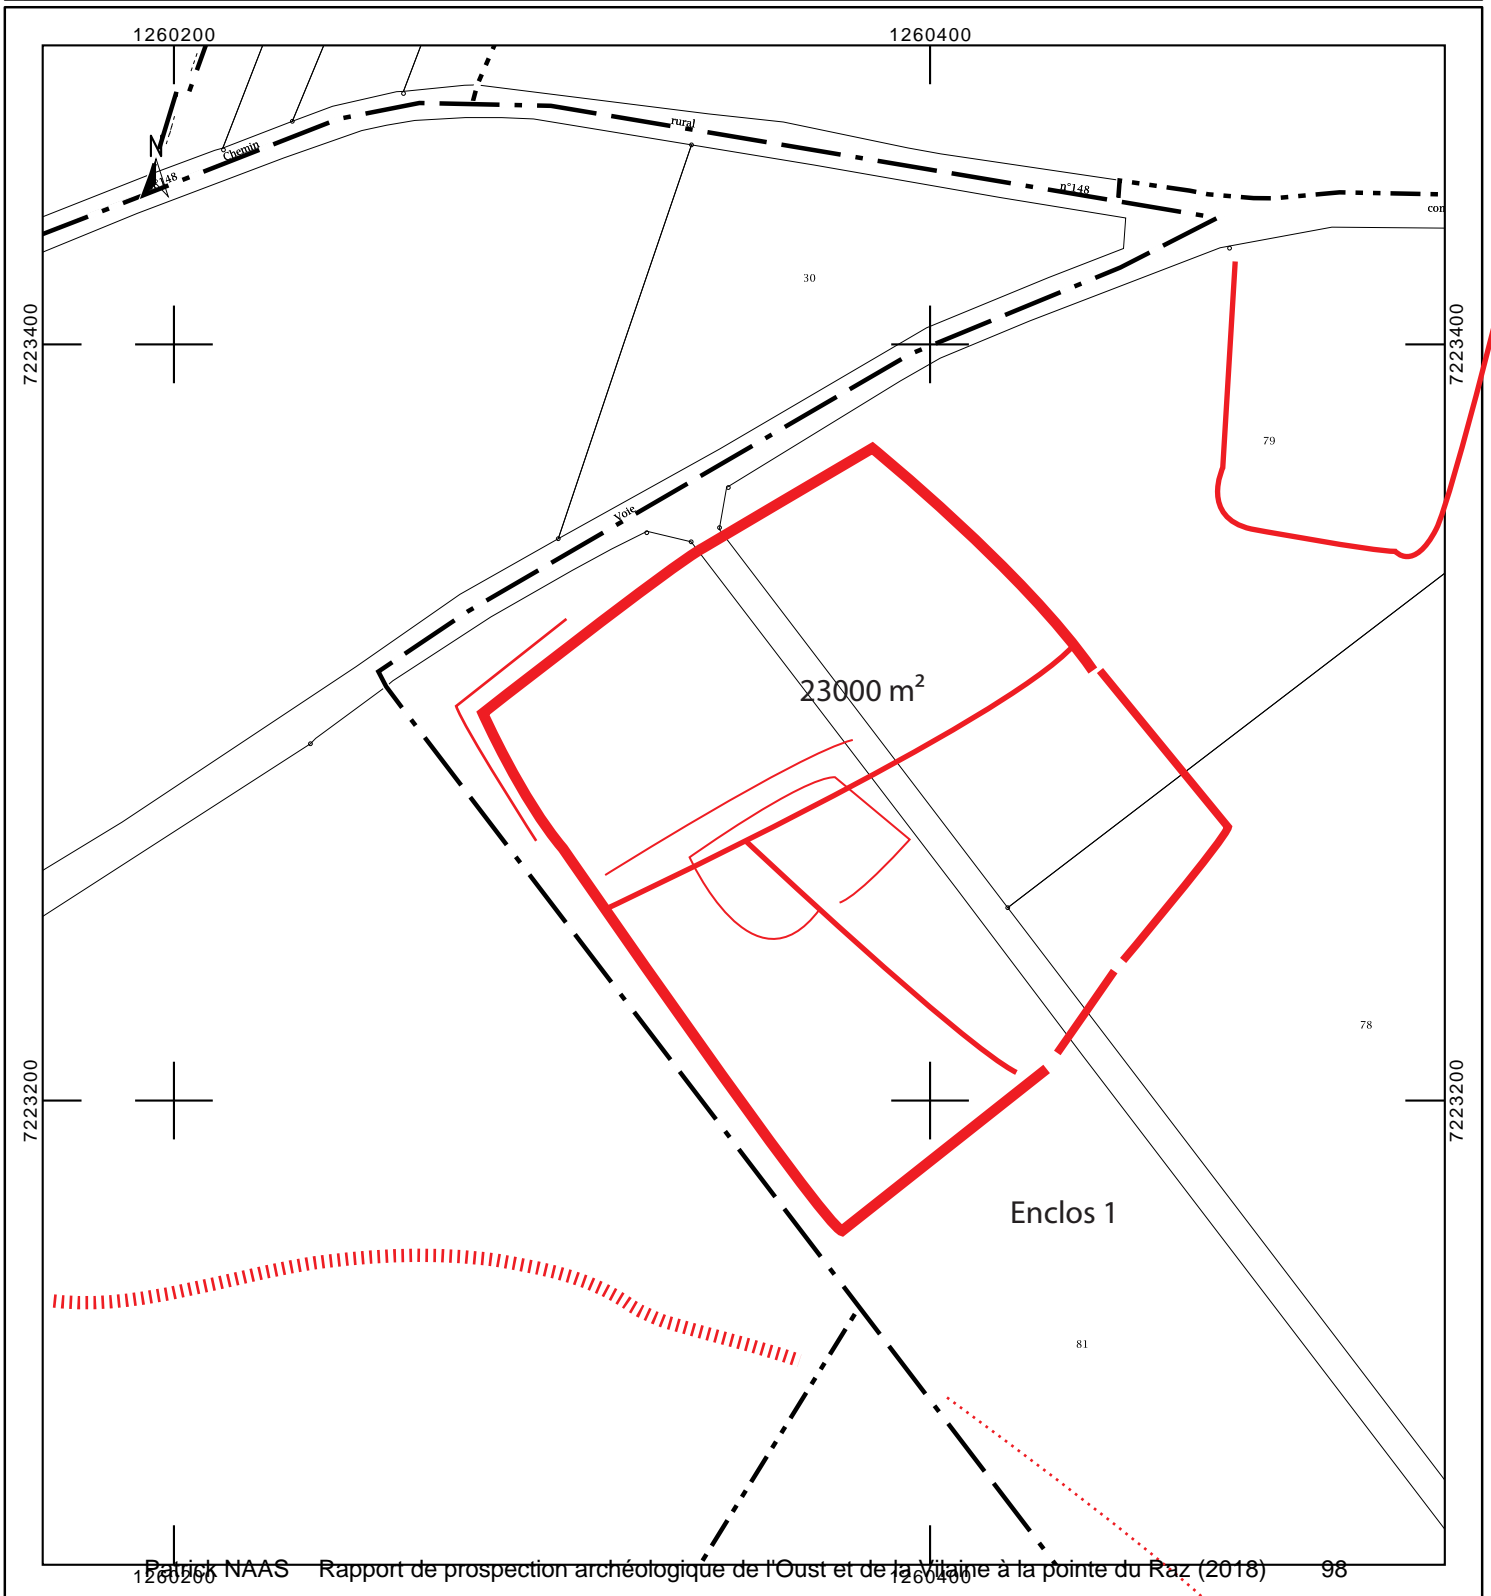 1260200 1260400
rural
Chemin
N
n°148
n°148
con
30
7223400 7223400
79
Voie
23000 m²
7223200 7223200
78
Enclos 1
81
Patrick NAAS Rapport de prospection archéologique de l'Oust et de la Vilaine à la pointe du Raz (2018) 98
1260200 1260400